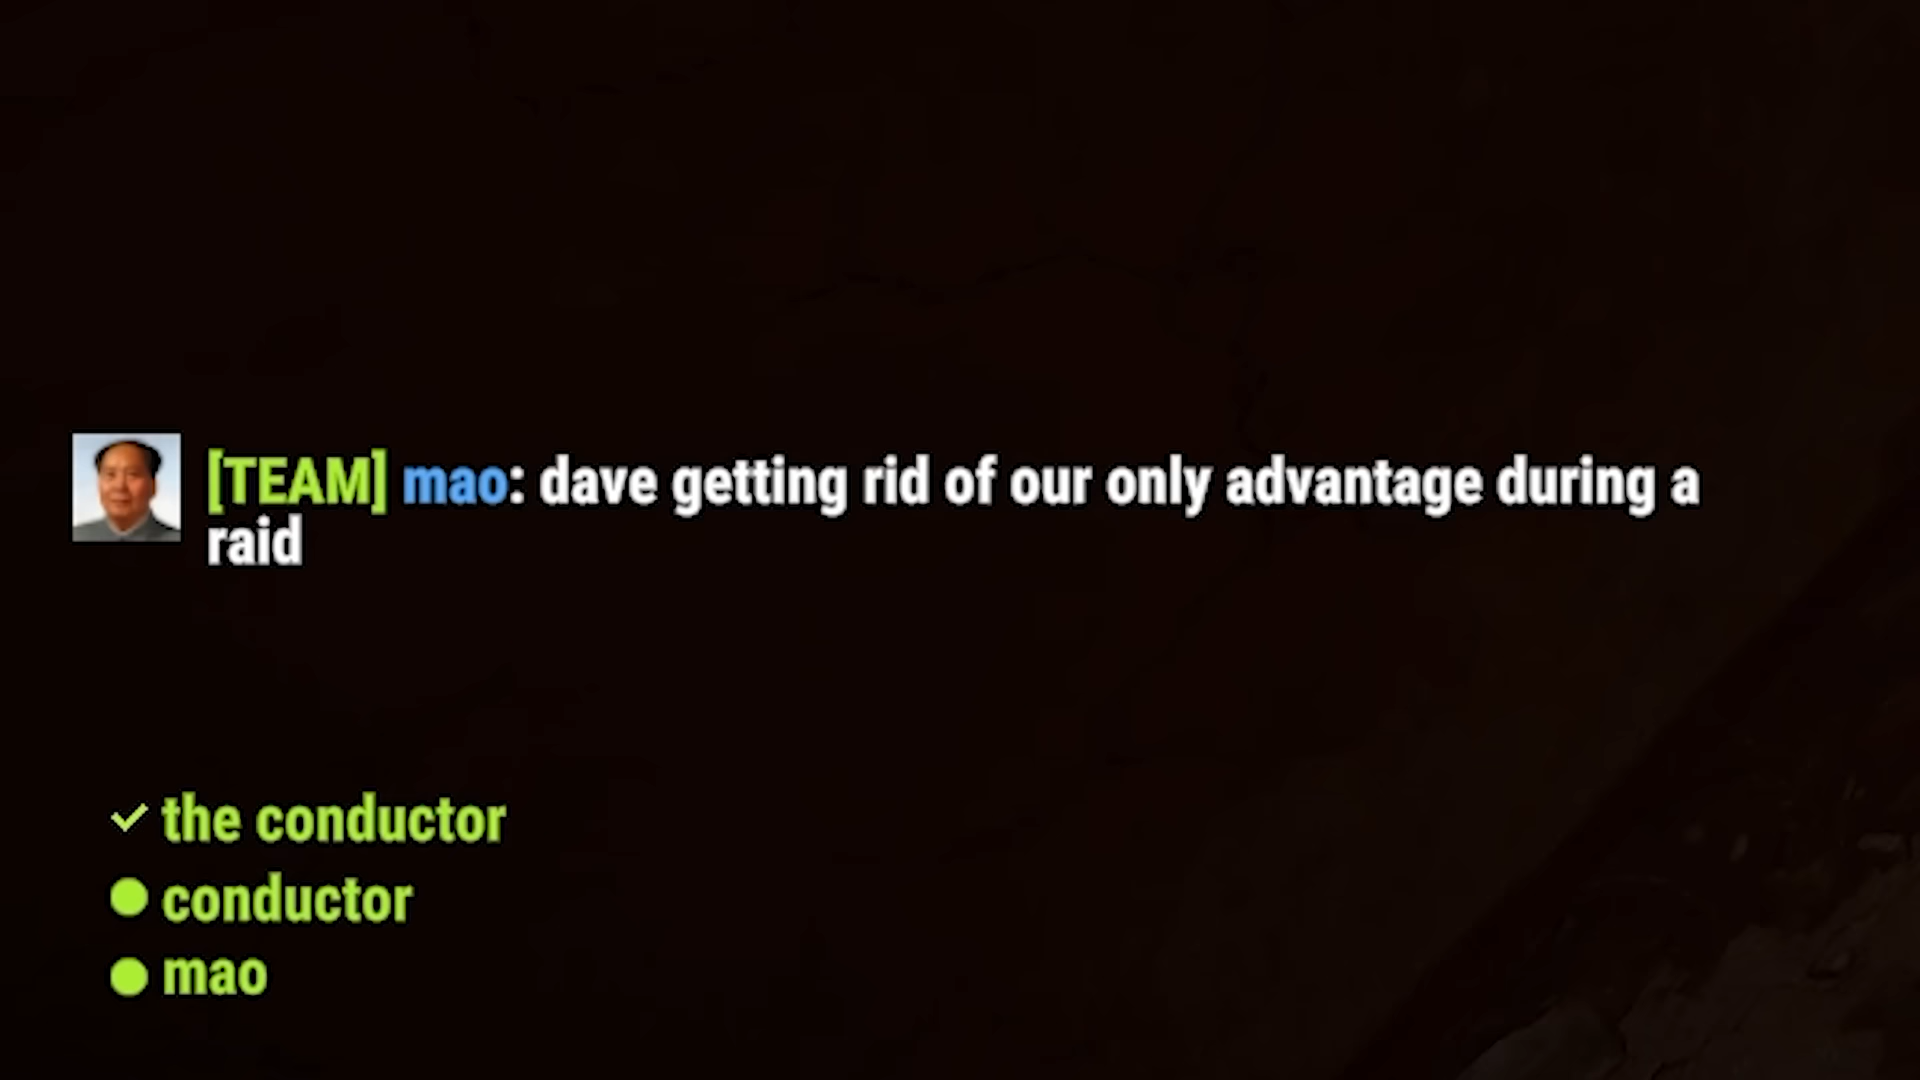 [TEAM] mao: dave getting rid of our only advantage during a
raid
the conductor
conductor
mao